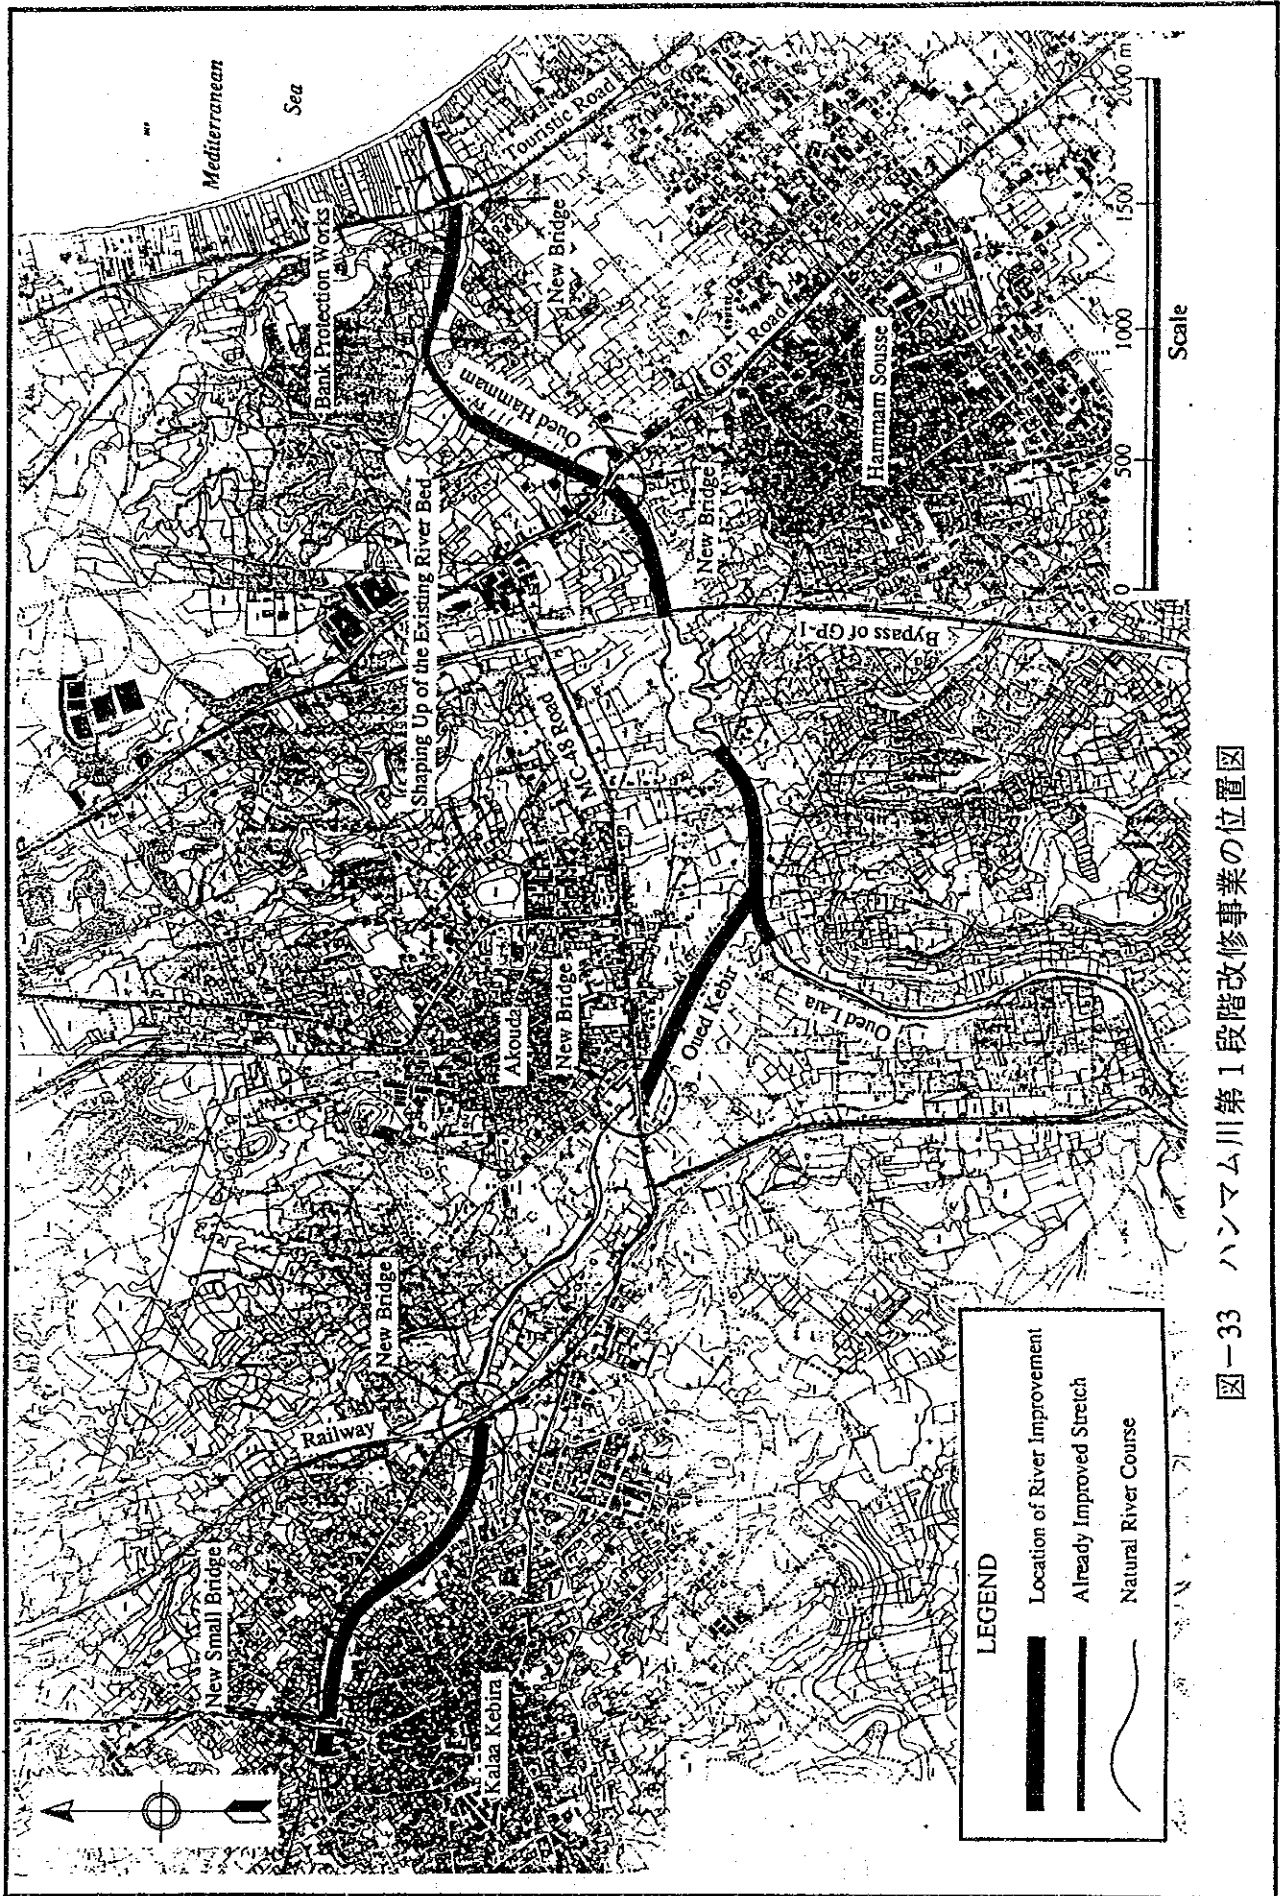 Mediterranean
Sea
Touristic Road
Bank Protection Works
New Bridge
Oued Hammam
GP-1 Road
Hammam Sousse
Shaping Up of the Existing River Bed
New Bridge
Bypass of GP-1
MC 48 Road
Akouda
New Bridge
Oued Kebir
Oued Laia
New Bridge
Railway
New Small Bridge
Kalaa Kebira
0 500 1000 1500 2000 m
Scale
LEGEND
Location of River Improvement
Already Improved Stretch
Natural River Course
図－33 ハンマム川第1段階改修事業の位置図